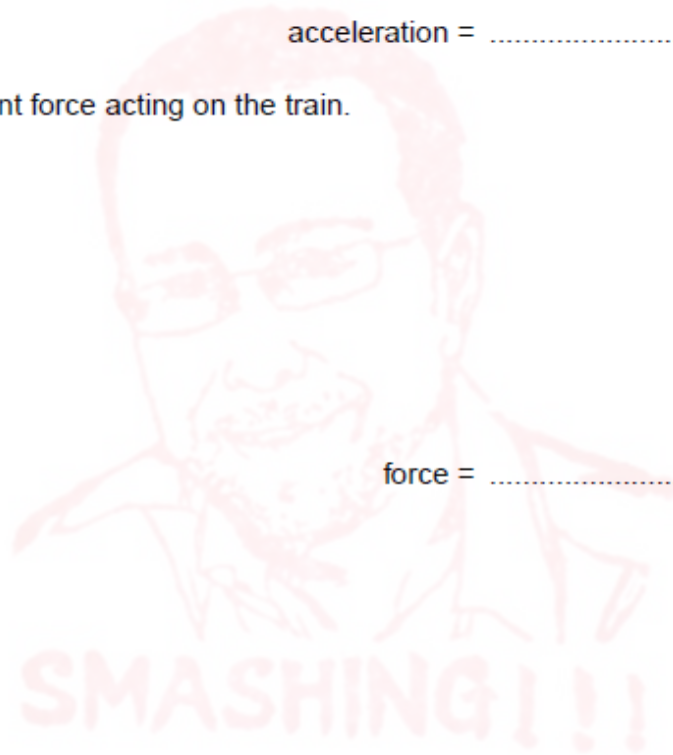 acceleration = ......................
nt force acting on the train.
force = ......................
SMASHING!!!